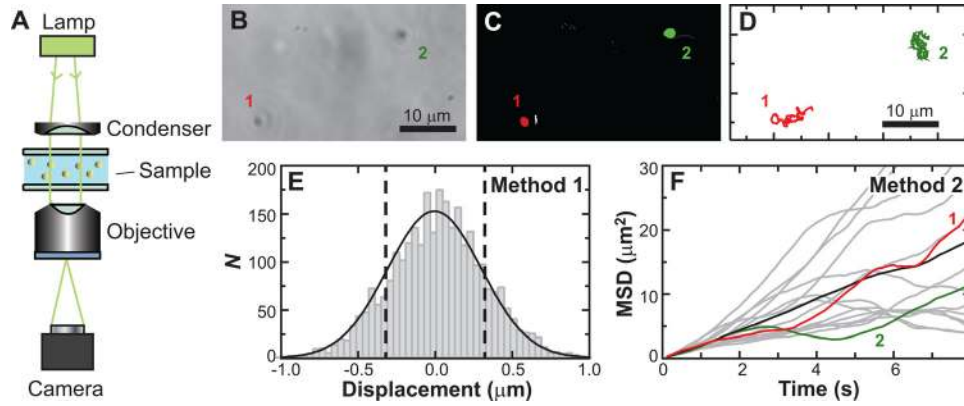 A
Lamp
Condenser
Sample
Objective
Camera
B
1
2
10 μm
C
1
2
D
1
2
10 μm
E
Method 1
200
150
100
50
0
N
-1.0
-0.5
0.0
0.5
1.0
Displacement (μm)
F
Method 2
30
20
10
0
MSD (μm²)
1
2
0
2
4
6
Time (s)